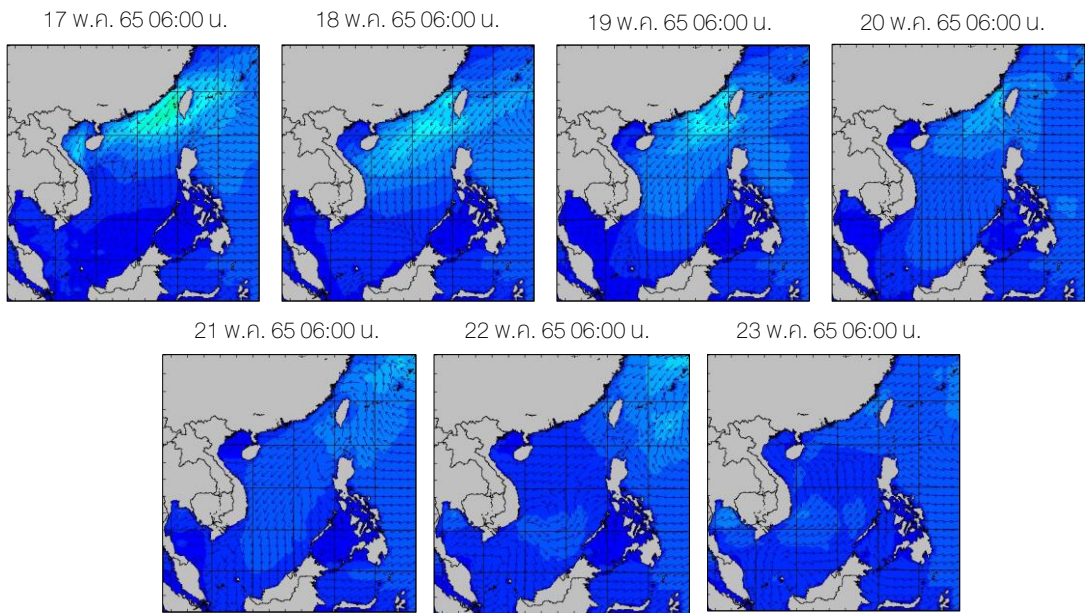 17 พ.ค. 65 06:00 น.
18 พ.ค. 65 06:00 น.
19 พ.ค. 65 06:00 น.
20 พ.ค. 65 06:00 น.
21 พ.ค. 65 06:00 น.
22 พ.ค. 65 06:00 น.
23 พ.ค. 65 06:00 น.